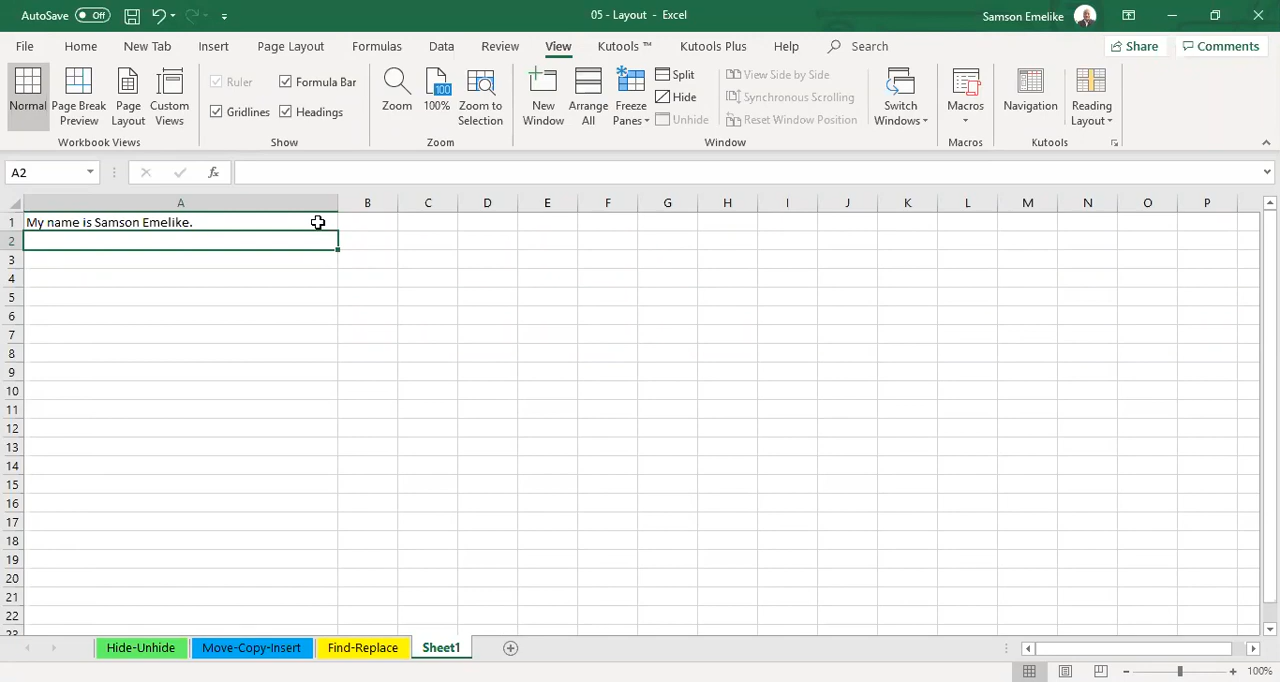 AutoSave Off 05 - Layout - Excel Samson Emelike
File Home New Tab Insert Page Layout Formulas Data Review View Kutools ™ Kutools Plus Help Search Share Comments
Normal Page Break Preview Page Layout Custom Views
Workbook Views
Ruler Formula Bar
Gridlines Headings
Show
Zoom 100 100% Zoom to Selection
Zoom
New Window Arrange All Freeze Panes Split
Hide
Unhide
View Side by Side
Synchronous Scrolling
Reset Window Position
Switch Windows
Window
Macros
Macros
Navigation Reading Layout
Kutools
A2 fx
A B C D E F G H I J K L M N O P
1 My name is Samson Emelike.
2
3
4
5
6
7
8
9
10
11
12
13
14
15
16
17
18
19
20
21
22
23
Hide-Unhide Move-Copy-Insert Find-Replace Sheet1
100%